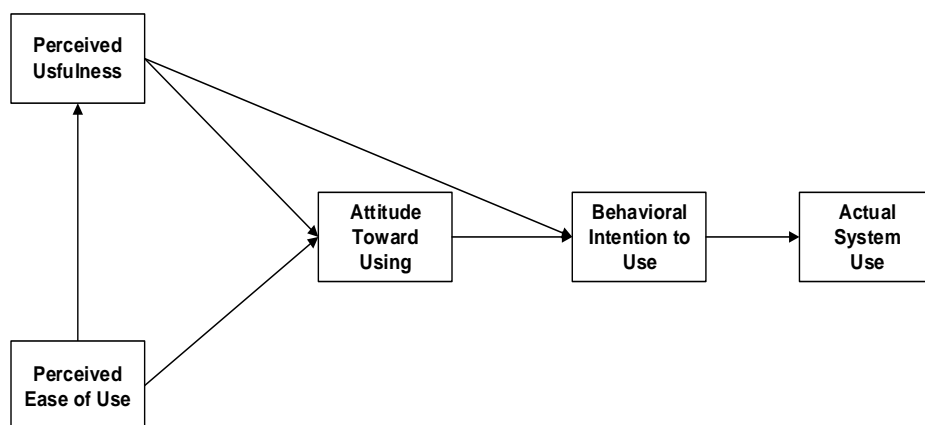 Perceived
Usfulness
Attitude
Toward
Using
Behavioral
Intention to
Use
Actual
System
Use
Perceived
Ease of Use